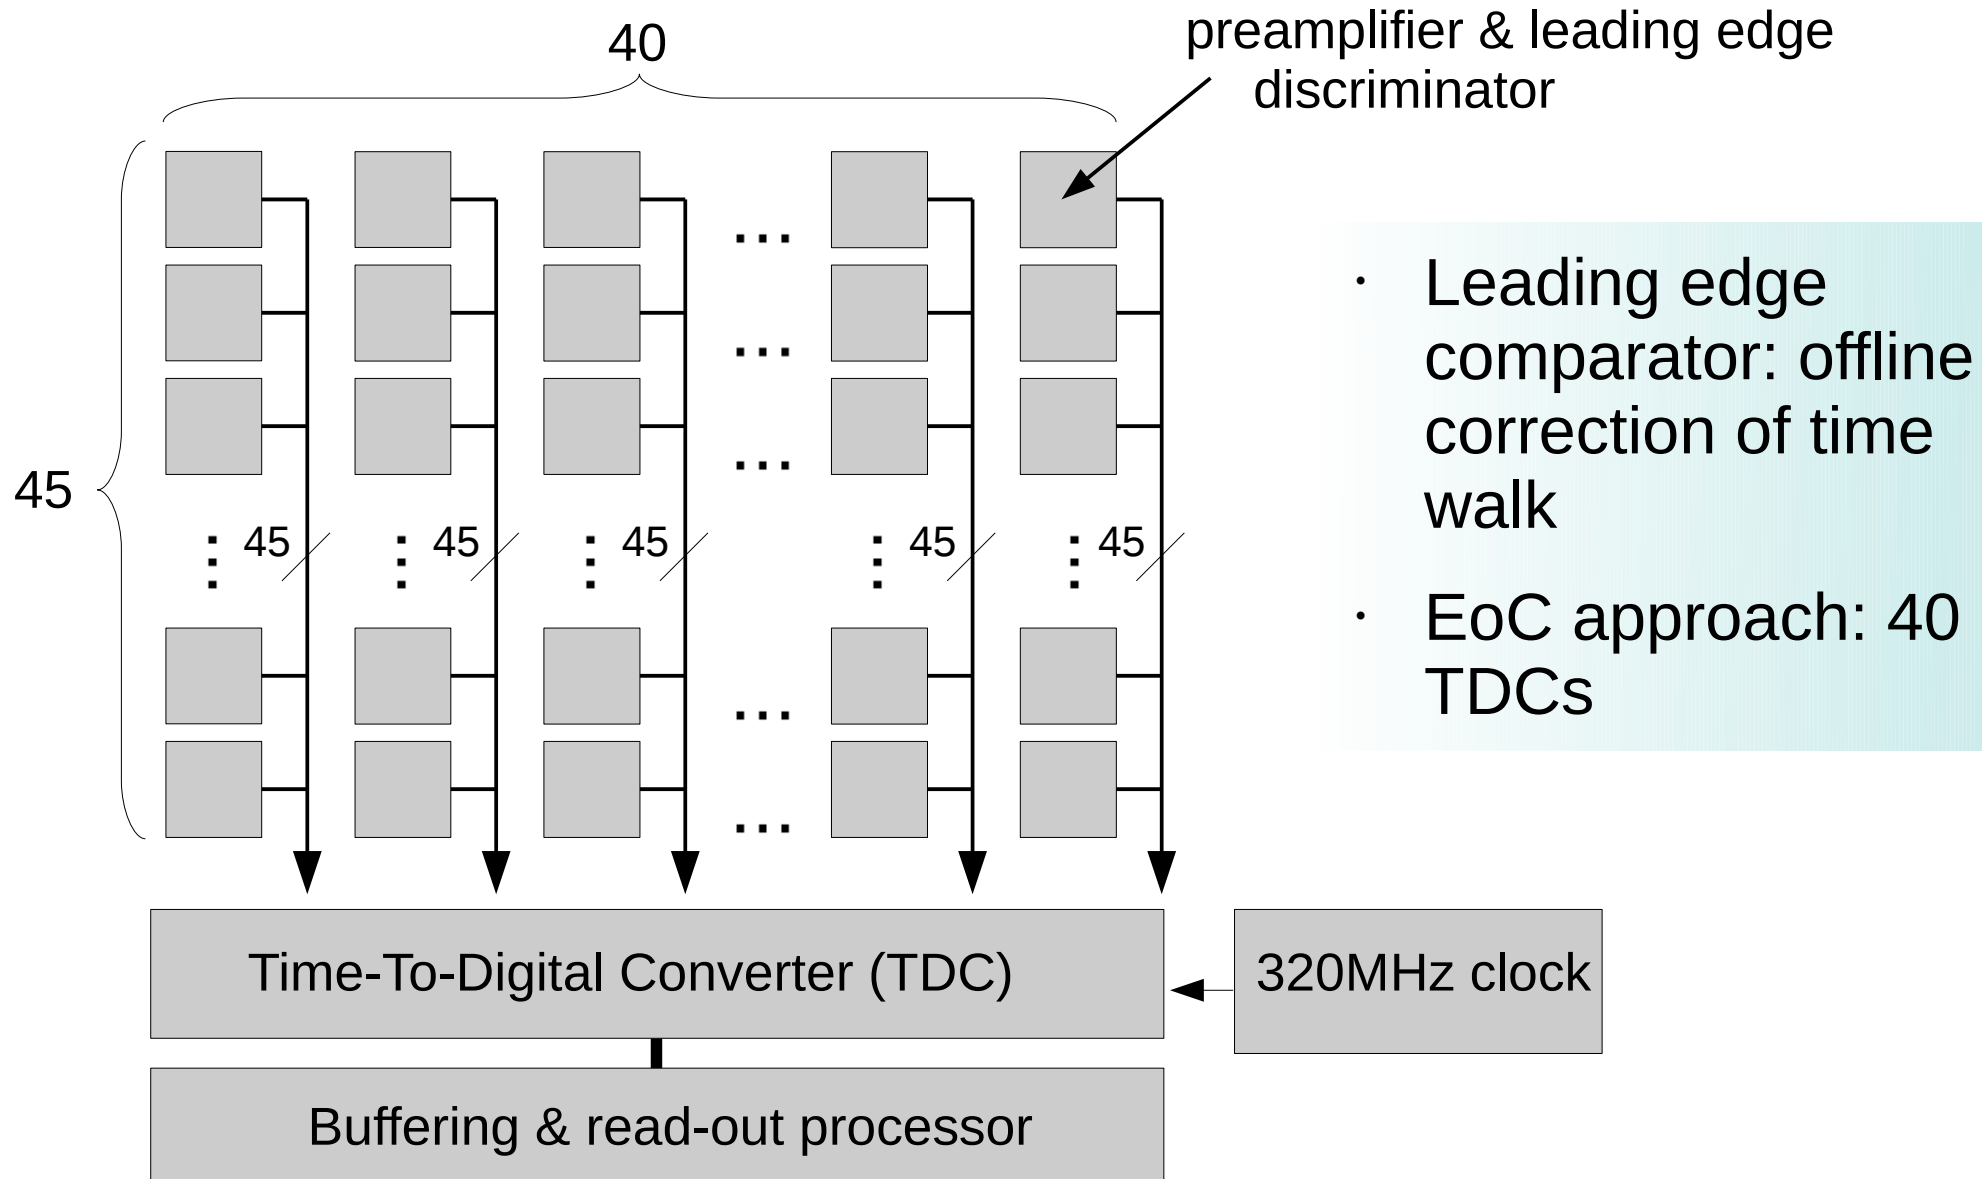 40
preamplifier & leading edge
discriminator
45
45
45
45
45
45
· Leading edge
comparator: offline
correction of time
walk
· EoC approach: 40
TDCs
Time-To-Digital Converter (TDC)
320MHz clock
Buffering & read-out processor